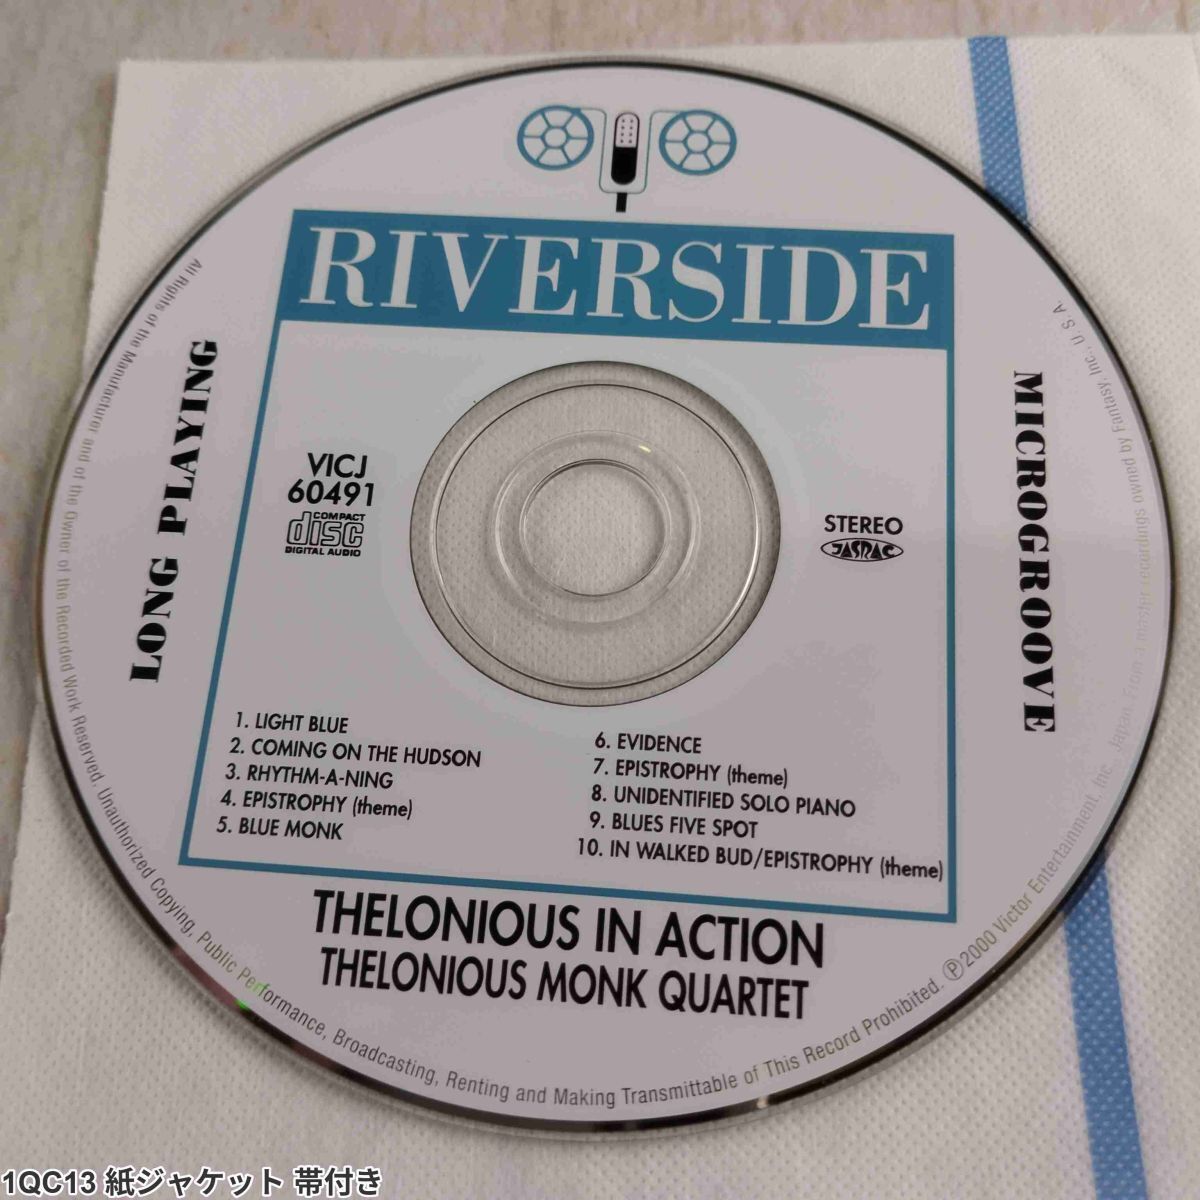 RIVERSIDE
LONG PLAYING
MICROGROOVE
VICJ
60491
COMPACT
disc
DIGITAL AUDIO
STEREO
JASRAC
1. LIGHT BLUE
2. COMING ON THE HUDSON
3. RHYTHM-A-NING
4. EPISTROPHY (theme)
5. BLUE MONK
6. EVIDENCE
7. EPISTROPHY (theme)
8. UNIDENTIFIED SOLO PIANO
9. BLUES FIVE SPOT
10. IN WALKED BUD/EPISTROPHY (theme)
THELONIOUS IN ACTION
THELONIOUS MONK QUARTET
All Rights of the Manufacturer and of the Owner of the Recorded Work Reserved. Unauthorized Copying, Public Performance, Broadcasting, Renting and Making Transmittable of This Record Prohibited. Ⓟ2000 Victor Entertainment, Inc. Japan. From a master recordings owned by Fantasy, Inc., U.S.A.
1QC13 紙ジャケット 帯付き